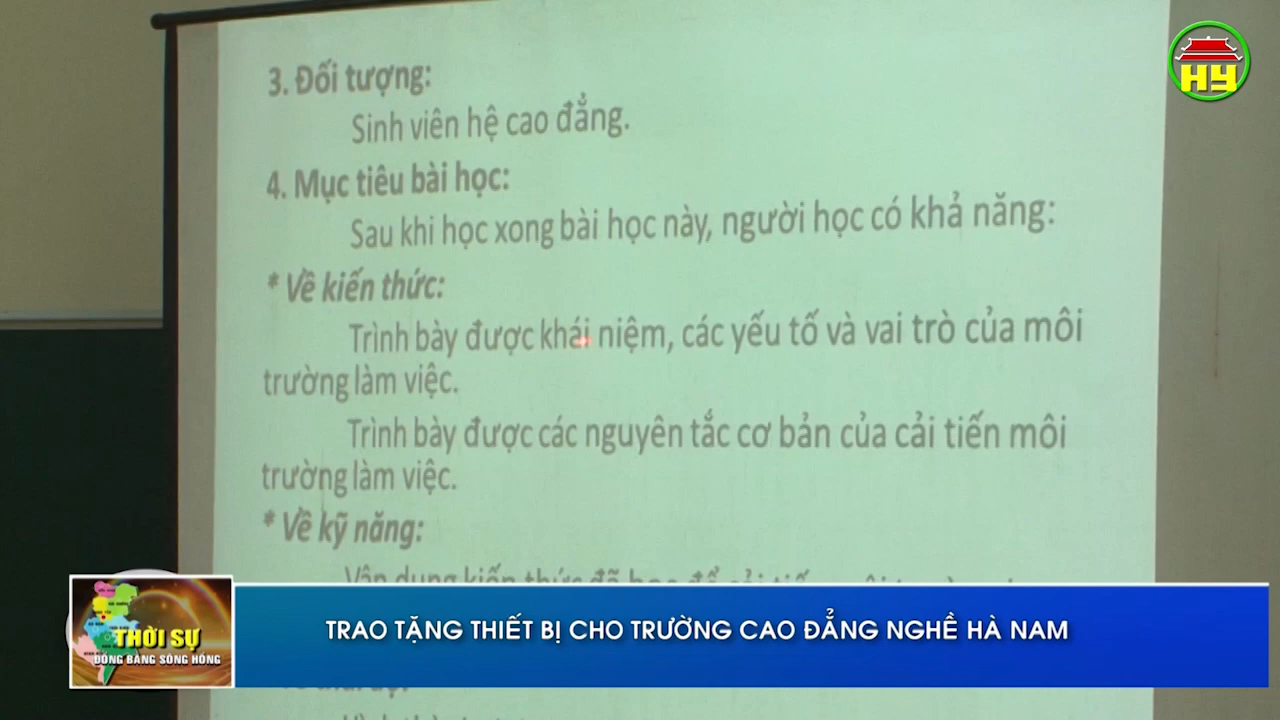 HY
3. Đối tượng:
Sinh viên hệ cao đẳng.
4. Mục tiêu bài học:
Sau khi học xong bài học này, người học có khả năng:
* Về kiến thức:
Trình bày được khái niệm, các yếu tố và vai trò của môi
trường làm việc.
Trình bày được các nguyên tắc cơ bản của cải tiến môi
trường làm việc.
* Về kỹ năng:
THỜI SỰ
ĐỒNG BẰNG SÔNG HỒNG
TRAO TẶNG THIẾT BỊ CHO TRƯỜNG CAO ĐẲNG NGHỀ HÀ NAM